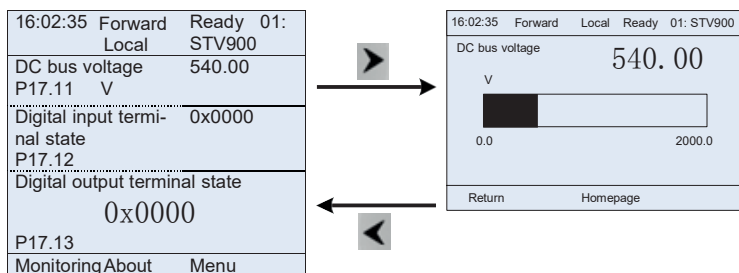 16:02:35 Forward Ready 01:
Local STV900
DC bus voltage 540.00
P17.11 V
Digital input termi- 0x0000
nal state
P17.12
Digital output terminal state
0x0000
P17.13
Monitoring About Menu
16:02:35 Forward Local Ready 01: STV900
DC bus voltage 540.00
V
0.0 2000.0
Return Homepage